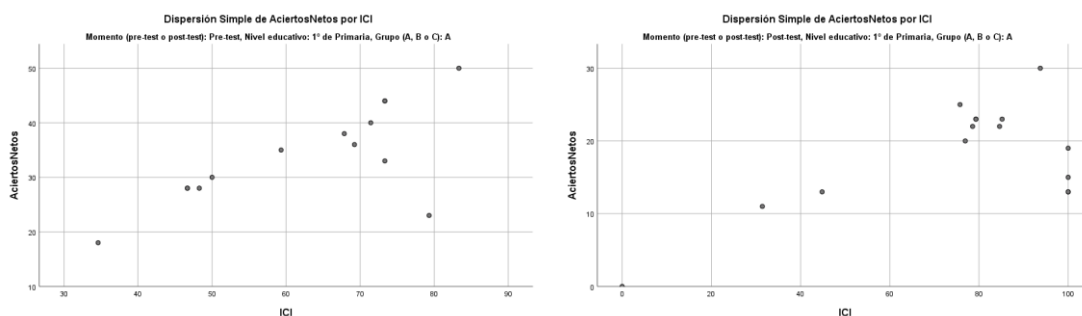 Dispersión Simple de AciertosNetos por ICI
Momento (pre-test o post-test): Pre-test, Nivel educativo: 1º de Primaria, Grupo (A, B o C): A
50
40
30
20
10
AciertosNetos
30 40 50 60 70 80 90
ICI
Dispersión Simple de AciertosNetos por ICI
Momento (pre-test o post-test): Post-test, Nivel educativo: 1º de Primaria, Grupo (A, B o C): A
30
20
10
0
AciertosNetos
0 20 40 60 80 100
ICI